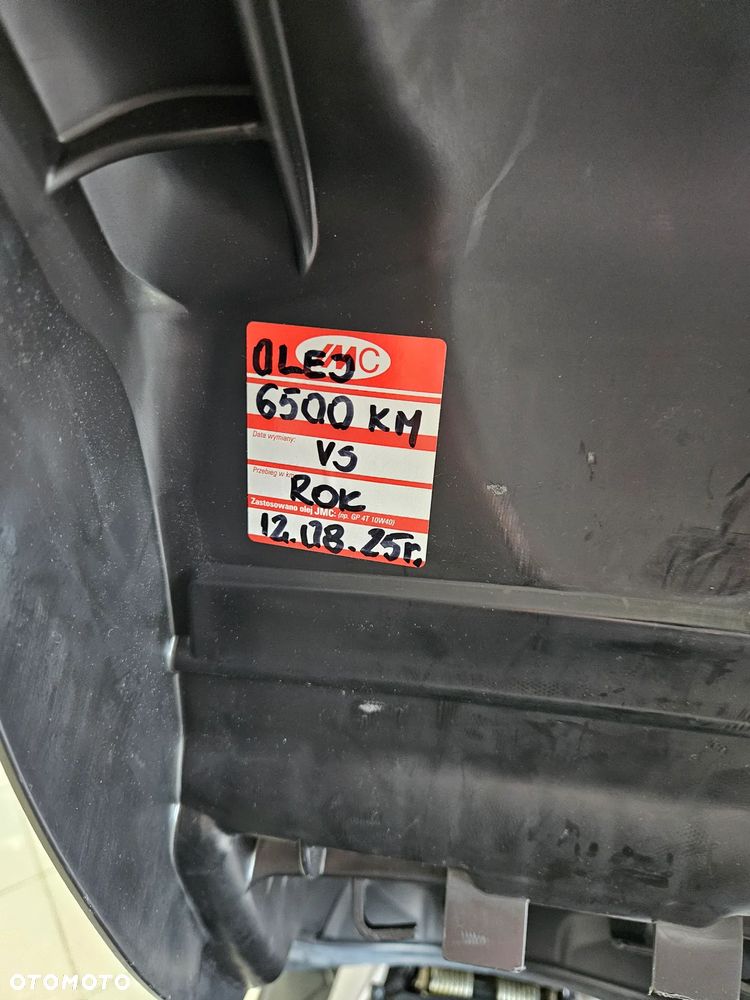 JMC
OLEJ
6500 KM
Data wymiany:
VS
Przebieg w km
ROK
Zastosowano olej JMC: (np. GP 4T 10W40)
12.08.25r.
OTOMOTO